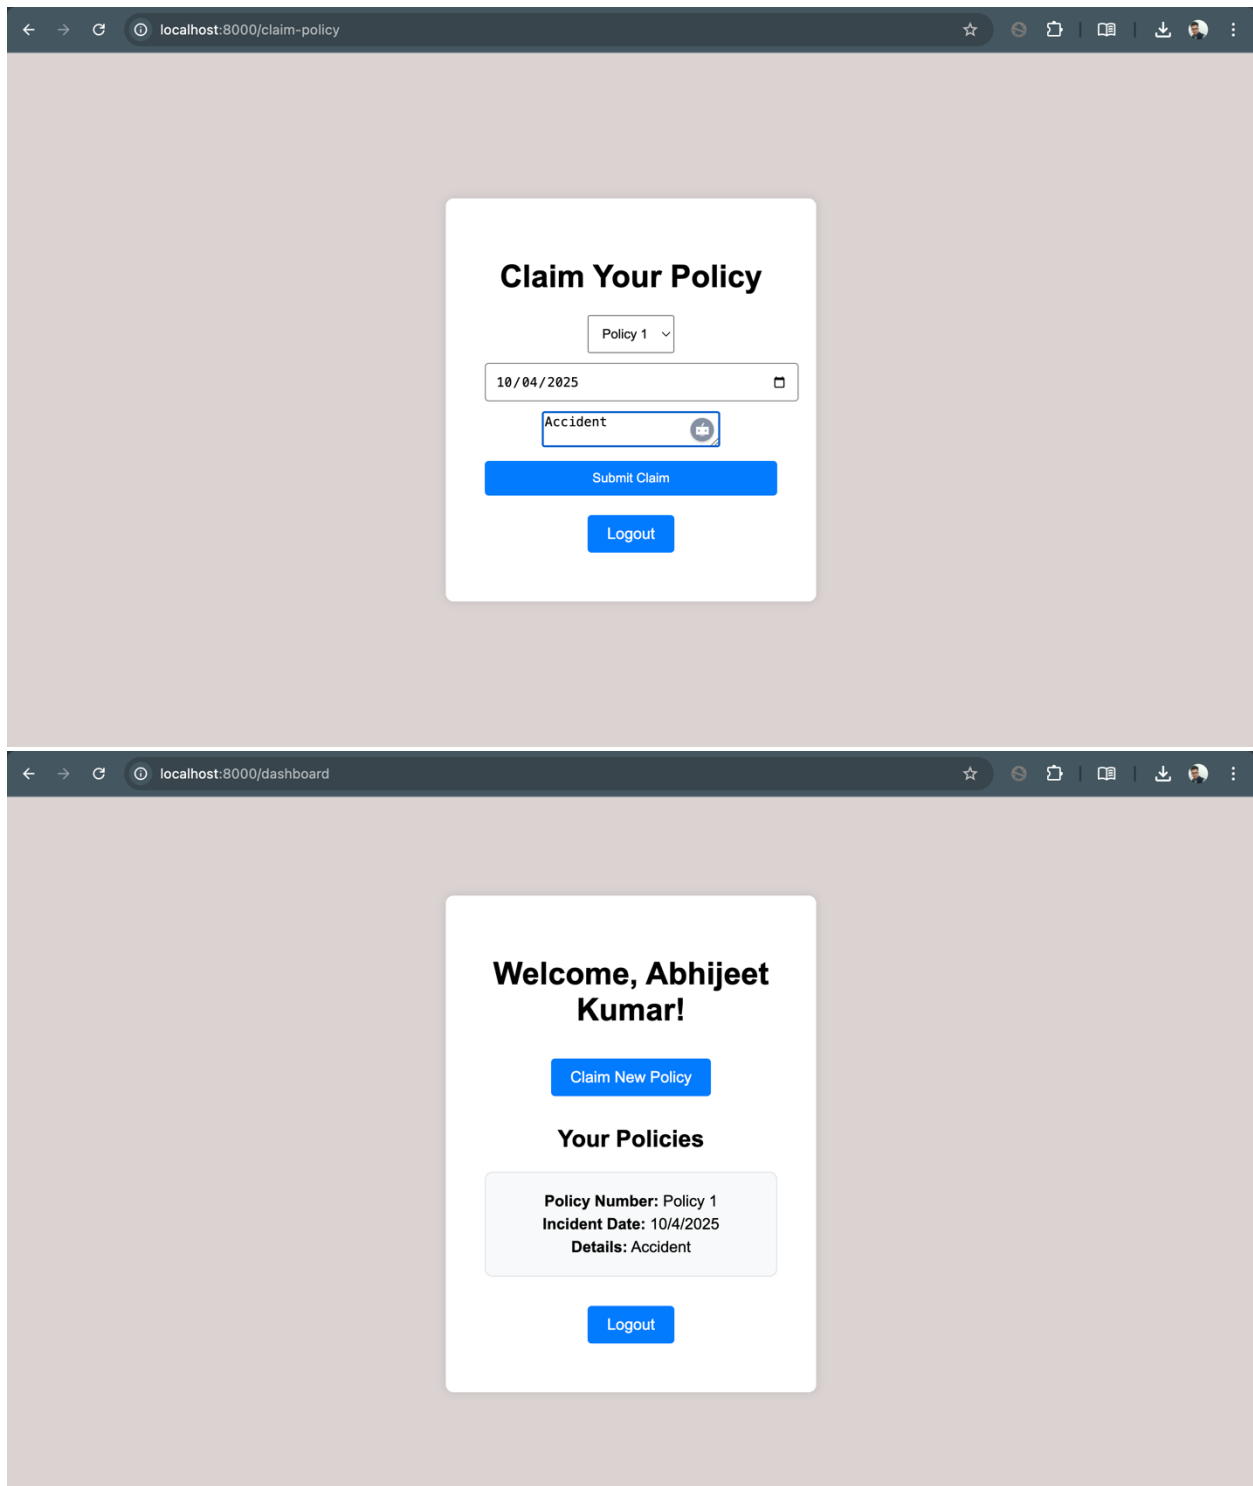 localhost:8000/claim-policy
Claim Your Policy
Policy 1
10/04/2025
Accident
Submit Claim
Logout
localhost:8000/dashboard
Welcome, Abhijeet
Kumar!
Claim New Policy
Your Policies
Policy Number: Policy 1
Incident Date: 10/4/2025
Details: Accident
Logout